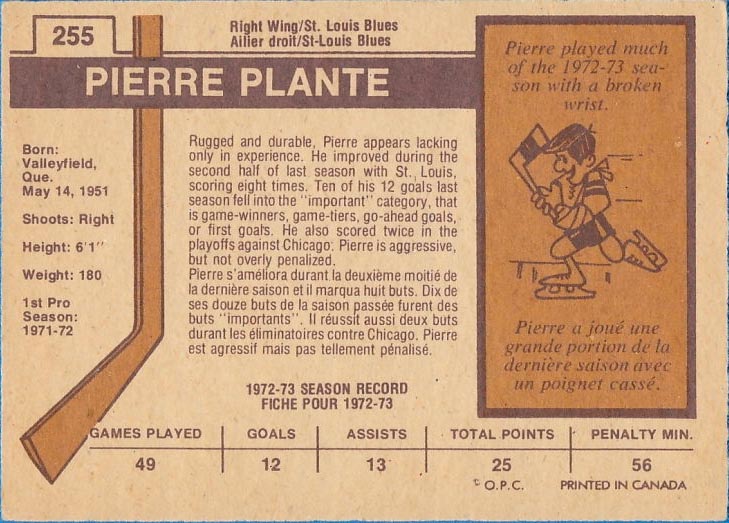 255
Right Wing/St. Louis Blues
Ailier droit/St-Louis Blues
PIERRE PLANTE
Born:
Valleyfield,
Que.
May 14, 1951
Shoots: Right
Height: 6'1"
Weight: 180
1st Pro
Season:
1971-72
Rugged and durable, Pierre appears lacking
only in experience. He improved during the
second half of last season with St. Louis,
scoring eight times. Ten of his 12 goals last
season fell into the "important" category, that
is game-winners, game-tiers, go-ahead goals,
or first goals. He also scored twice in the
playoffs against Chicago. Pierre is aggressive,
but not overly penalized.
Pierre s'améliora durant la deuxième moitié de
la dernière saison et il marqua huit buts. Dix de
ses douze buts de la saison passée furent des
buts "importants". Il réussit aussi deux buts
durant les éliminatoires contre Chicago. Pierre
est agressif mais pas tellement pénalisé.
Pierre played much
of the 1972-73 sea-
son with a broken
wrist.
Pierre a joué une
grande portion de la
dernière saison avec
un poignet cassé.
1972-73 SEASON RECORD
FICHE POUR 1972-73
GAMES PLAYED GOALS ASSISTS TOTAL POINTS PENALTY MIN.
49 12 13 25 56
© O.P.C. PRINTED IN CANADA